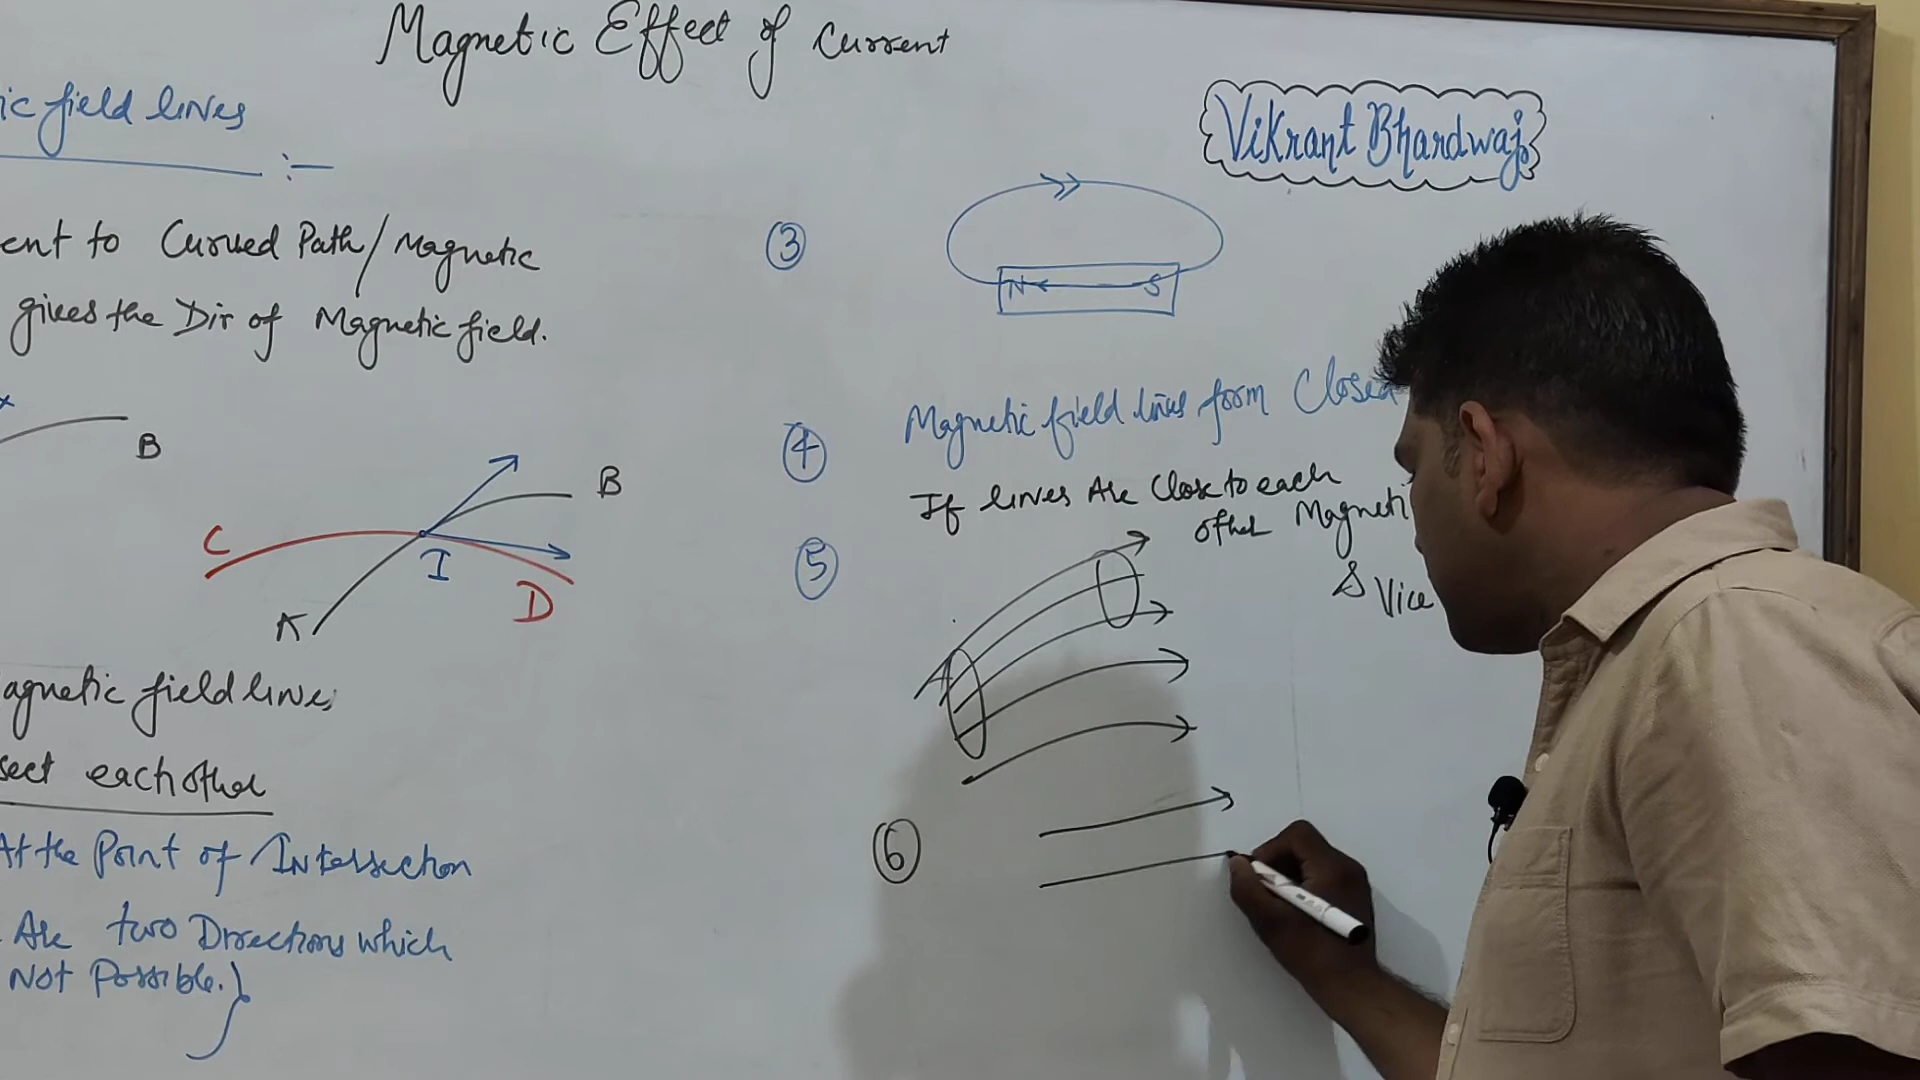 Magnetic Effect of Current
ic field lines :-
ent to Curved Path/Magnetic
gives the Dir of Magnetic field.
B
B
C
I
D
A
agnetic field lines
sect each other
At the Point of Intersection
Are two Directions which
Not Possible.}
Vikrant Bhardwaj
3
N S
4
Magnetic field lines form Closed
If lines Are Close to each
other Magneti
& Vice
5
6